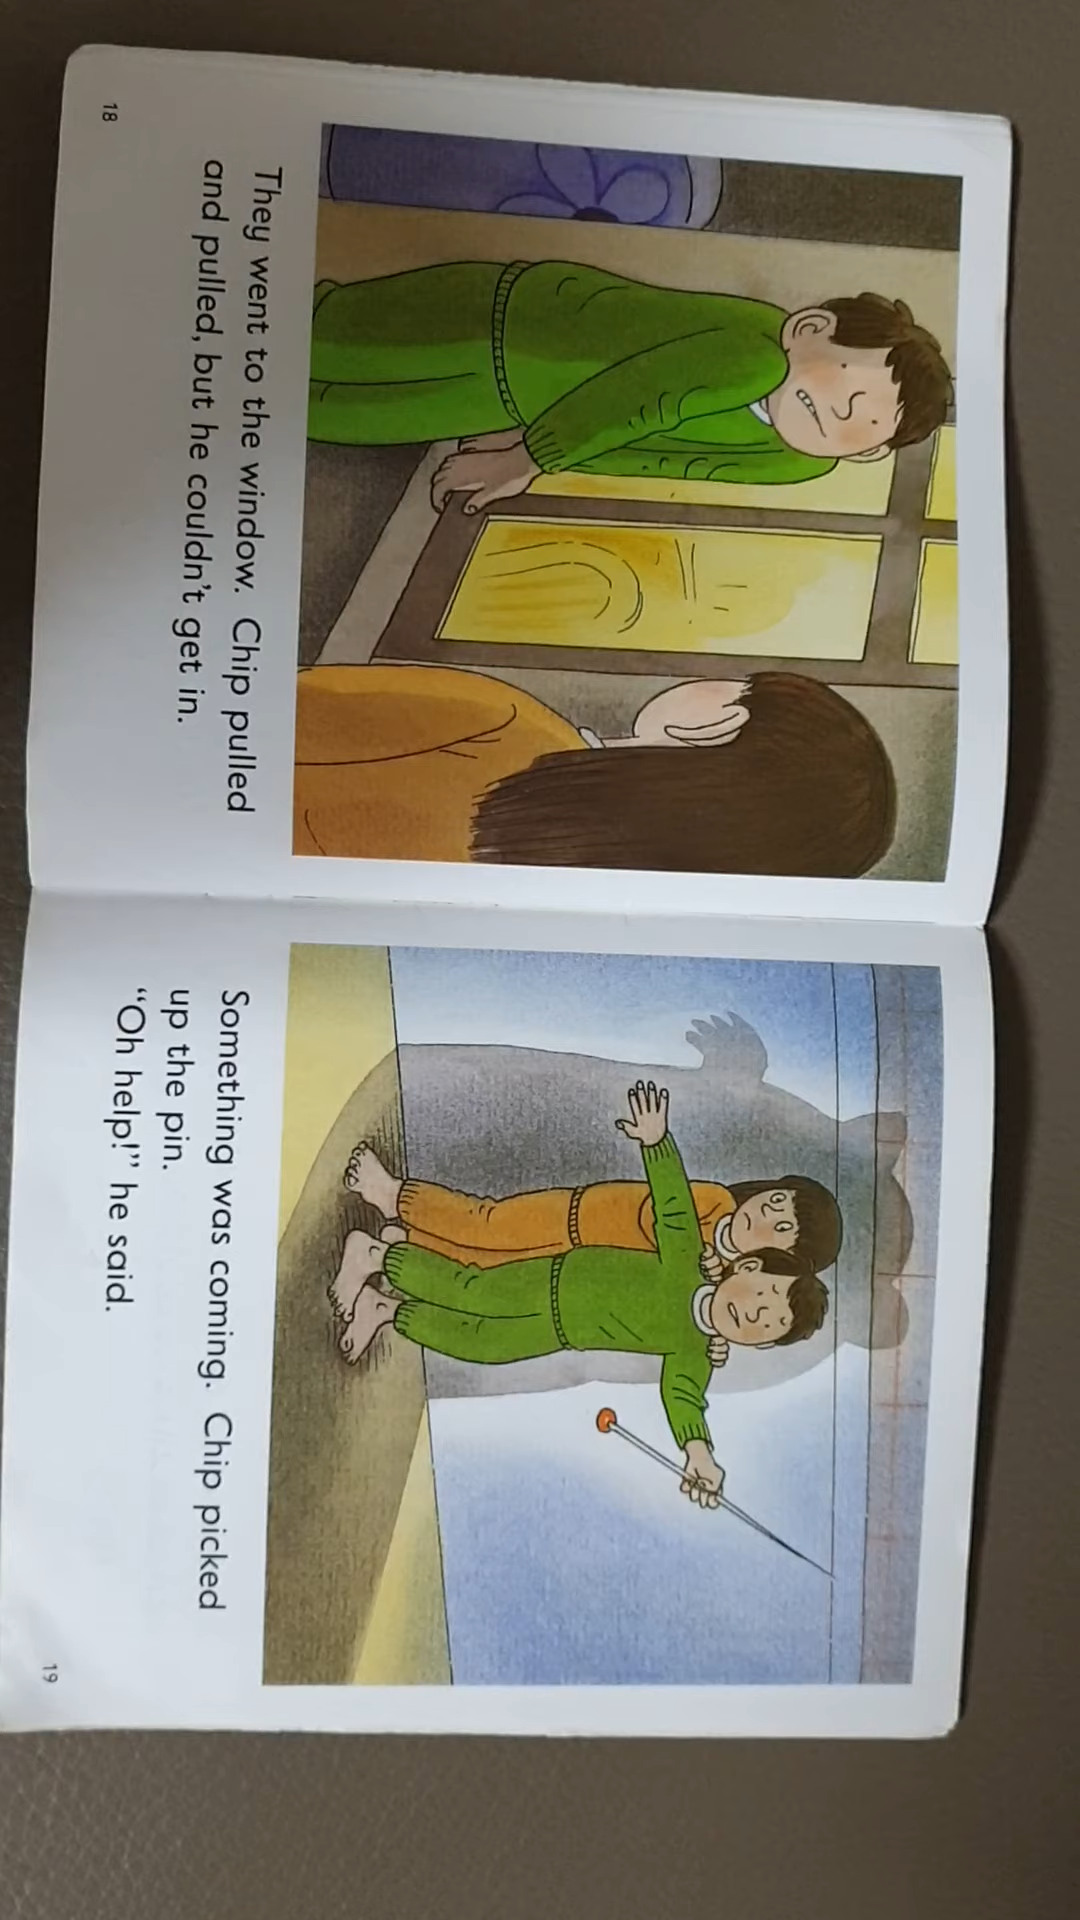 They went to the window. Chip pulled
and pulled, but he couldn't get in.
18
Something was coming. Chip picked
up the pin.
“Oh help!” he said.
19